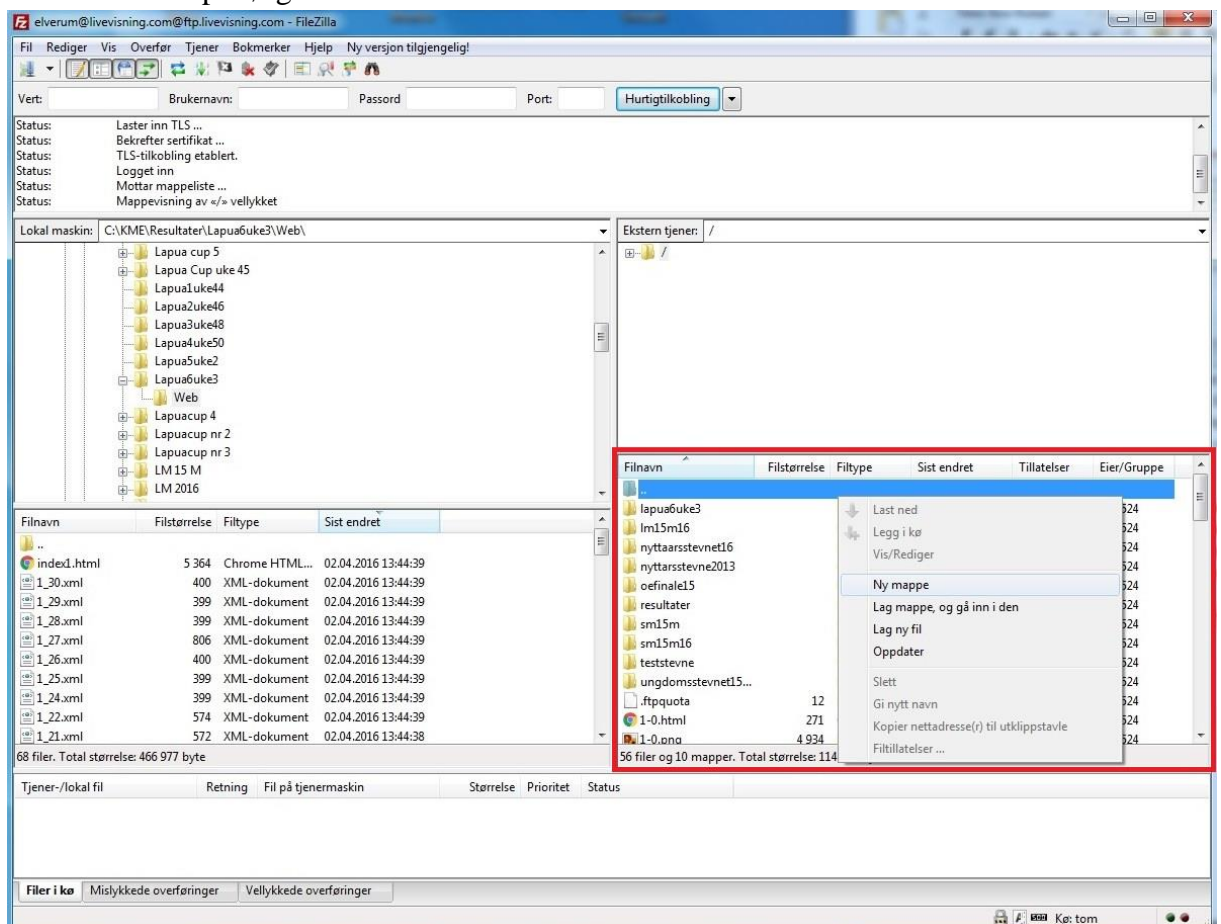 elverum@livevisning.com@ftp.livevisning.com - FileZilla
Fil Rediger Vis Overfør Tjener Bokmerker Hjelp Ny versjon tilgjengelig!
Vert: Brukernavn: Passord Port: Hurtigtilkobling
Status: Laster inn TLS ...
Status: Bekrefter sertifikat ...
Status: TLS-tilkobling etablert.
Status: Logget inn
Status: Mottar mappeliste ...
Status: Mappevisning av «/» vellykket
Lokal maskin: C:\KME\Resultater\Lapua6uke3\Web\
Lapua cup 5
Lapua Cup uke 45
Lapua1uke44
Lapua2uke46
Lapua3uke48
Lapua4uke50
Lapua5uke2
Lapua6uke3
Web
Lapuacup 4
Lapuacup nr 2
Lapuacup nr 3
LM 15 M
LM 2016
Filnavn Filstørrelse Filtype Sist endret
..
index1.html 5 364 Chrome HTML... 02.04.2016 13:44:39
1_30.xml 400 XML-dokument 02.04.2016 13:44:39
1_29.xml 399 XML-dokument 02.04.2016 13:44:39
1_28.xml 399 XML-dokument 02.04.2016 13:44:39
1_27.xml 806 XML-dokument 02.04.2016 13:44:39
1_26.xml 400 XML-dokument 02.04.2016 13:44:39
1_25.xml 399 XML-dokument 02.04.2016 13:44:39
1_24.xml 399 XML-dokument 02.04.2016 13:44:39
1_22.xml 574 XML-dokument 02.04.2016 13:44:39
1_21.xml 572 XML-dokument 02.04.2016 13:44:38
68 filer. Total størrelse: 466 977 byte
Ekstern tjener: /
/
Filnavn Filstørrelse Filtype Sist endret Tillatelser Eier/Gruppe
..
lapua6uke3 524
lm15m16 524
nyttaarsstevnet16 524
nyttarsstevne2013 524
oefinale15 524
resultater 524
sm15m 524
sm15m16 524
teststevne 524
ungdomsstevnet15... 524
.ftpquota 12 524
1-0.html 271 524
1-0.png 4 934 524
56 filer og 10 mapper. Total størrelse: 114
Last ned
Legg i kø
Vis/Rediger
Ny mappe
Lag mappe, og gå inn i den
Lag ny fil
Oppdater
Slett
Gi nytt navn
Kopier nettadresse(r) til utklippstavle
Filtillatelser ...
Tjener-/lokal fil Retning Fil på tjenermaskin Størrelse Prioritet Status
Filer i kø Mislykkede overføringer Vellykkede overføringer
Kø: tom